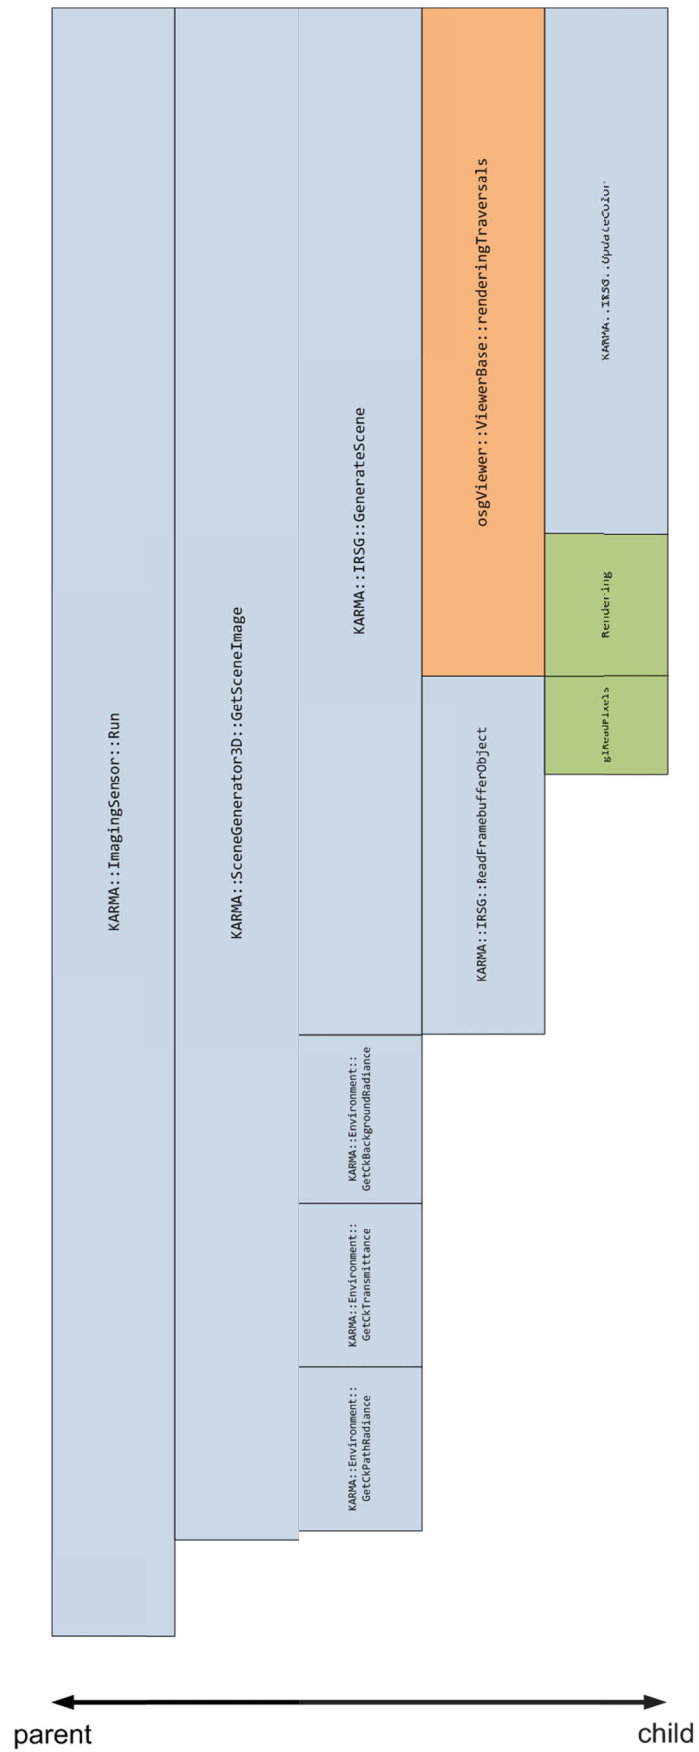 KARMA::ImagingSensor::Run
KARMA::SceneGenerator3D::GetSceneImage
KARMA::IRSG::GenerateScene
KARMA::Environment::
GetCkBackgroundRadiance
KARMA::Environment::
GetCkTransmittance
KARMA::Environment::
GetCkPathRadiance
osgViewer::ViewerBase::renderingTraversals
KARMA::IRSG::ReadFramebufferObject
KARMA::IRSG::UpdateColor
Rendering
glReadPixels
parent
child